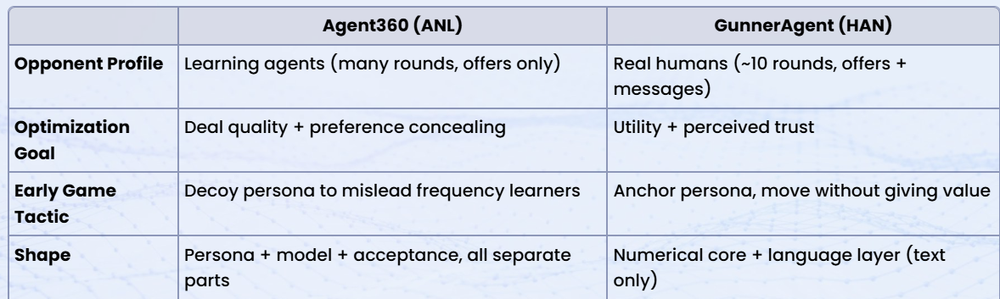 Agent360 (ANL) GunnerAgent (HAN)
Opponent Profile Learning agents (many rounds, offers only) Real humans (~10 rounds, offers +
messages)
Optimization Deal quality + preference concealing Utility + perceived trust
Goal
Early Game Decoy persona to mislead frequency learners Anchor persona, move without giving value
Tactic
Shape Persona + model + acceptance, all separate Numerical core + language layer (text
parts only)